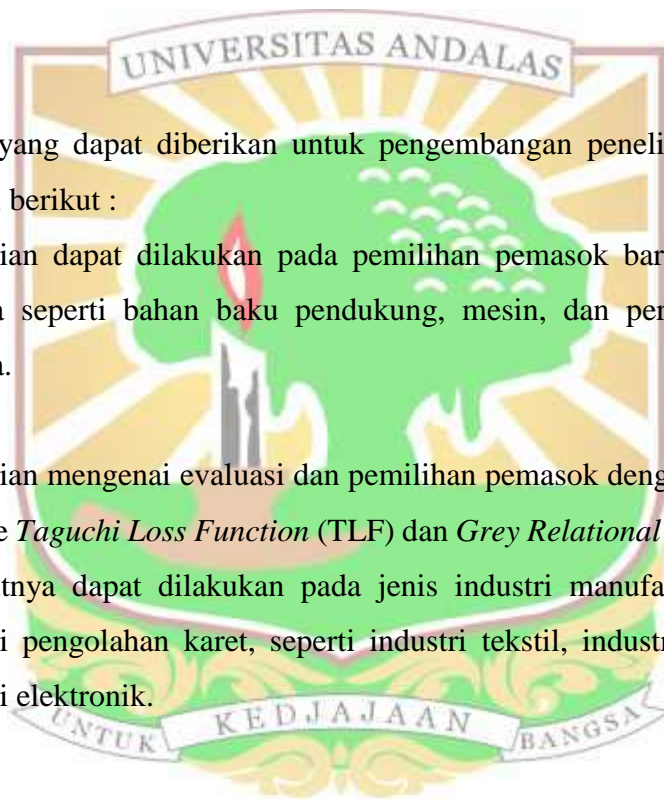 UNIVERSITAS ANDALAS
yang dapat diberikan untuk pengembangan peneli
berikut :
ian dapat dilakukan pada pemilihan pemasok bar
seperti bahan baku pendukung, mesin, dan per
a.
ian mengenai evaluasi dan pemilihan pemasok deng
e Taguchi Loss Function (TLF) dan Grey Relational
tnya dapat dilakukan pada jenis industri manufa
i pengolahan karet, seperti industri tekstil, industr
i elektronik.
UNTUK KEDJAJAAN BANGSA